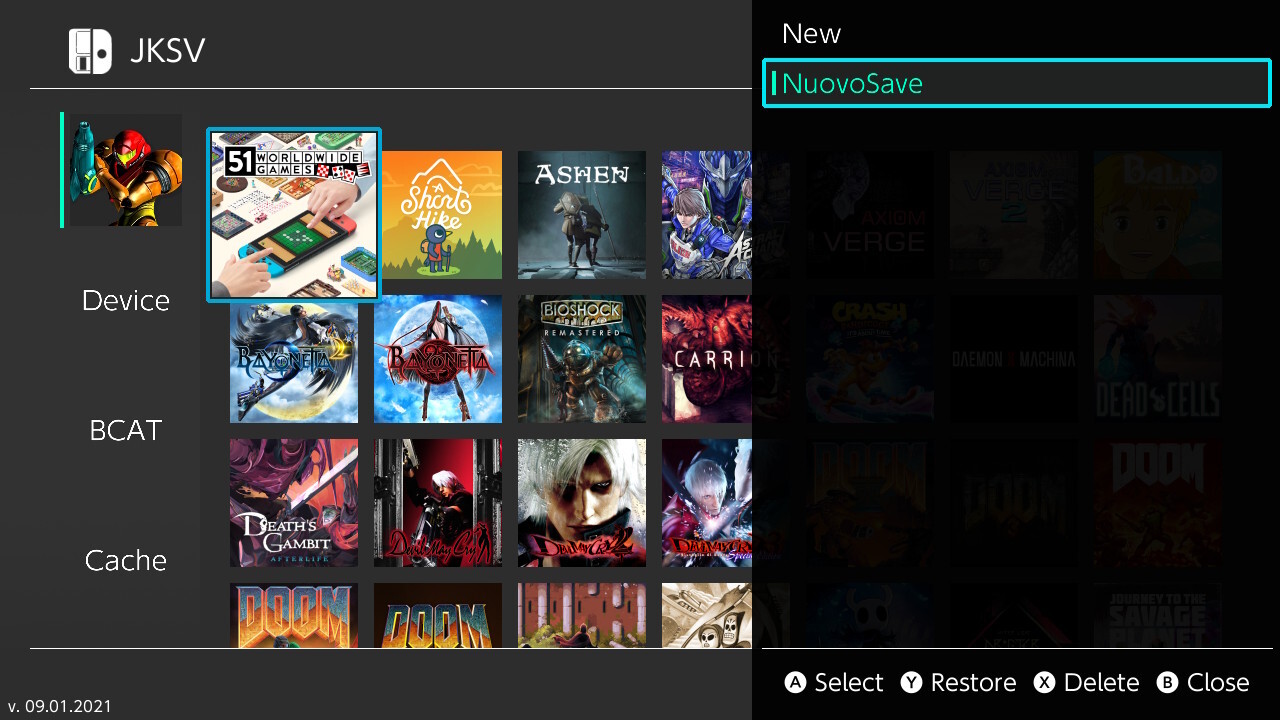 JKSV
New
NuovoSave
51 WORLDWIDE
GAMES
A
Short
Hike
ASHEN
AXIOM
VERGE
AXIOM
VERGE
2
BALDO
Device
BAYONETTA 2
BAYONETTA
BIOSHOCK
REMASTERED
CARRION
CRASH
DAEMON X MACHINA
DEAD CELLS
BCAT
DEATH'S
GAMBIT
AFTERLIFE
Devil May Cry
Devil May Cry 2
DOOM
DOOM
DOOM
Cache
DOOM
DOOM
JOURNEY TO THE
SAVAGE
PLANET
A Select Y Restore X Delete B Close
v. 09.01.2021